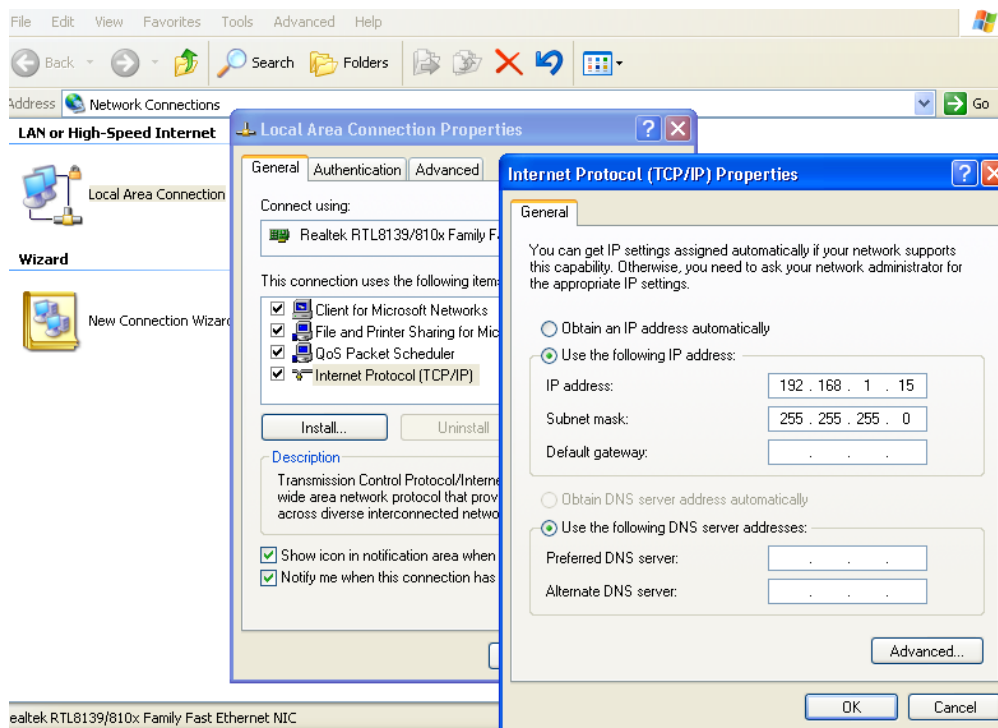 File Edit View Favorites Tools Advanced Help
Back Search Folders
Address Network Connections Go
LAN or High-Speed Internet
Local Area Connection
Wizard
New Connection Wizard
Local Area Connection Properties
General Authentication Advanced
Connect using:
Realtek RTL8139/810x Family
This connection uses the following
Client for Microsoft Networks
File and Printer Sharing for
QoS Packet Scheduler
Internet Protocol (TCP/IP)
Install... Uninstall
Description
Transmission Control
wide area network protocol that
across diverse interconnected
Show icon in notification area when
Notify me when this connection has
Internet Protocol (TCP/IP) Properties
General
You can get IP settings assigned automatically if your network supports
this capability. Otherwise, you need to ask your network administrator for
the appropriate IP settings.
Obtain an IP address automatically
Use the following IP address:
IP address: 192 . 168 . 1 . 15
Subnet mask: 255 . 255 . 255 . 0
Default gateway: . . .
Obtain DNS server address automatically
Use the following DNS server addresses:
Preferred DNS server: . . .
Alternate DNS server: . . .
Advanced...
OK Cancel
ealtek RTL8139/810x Family Fast Ethernet NIC